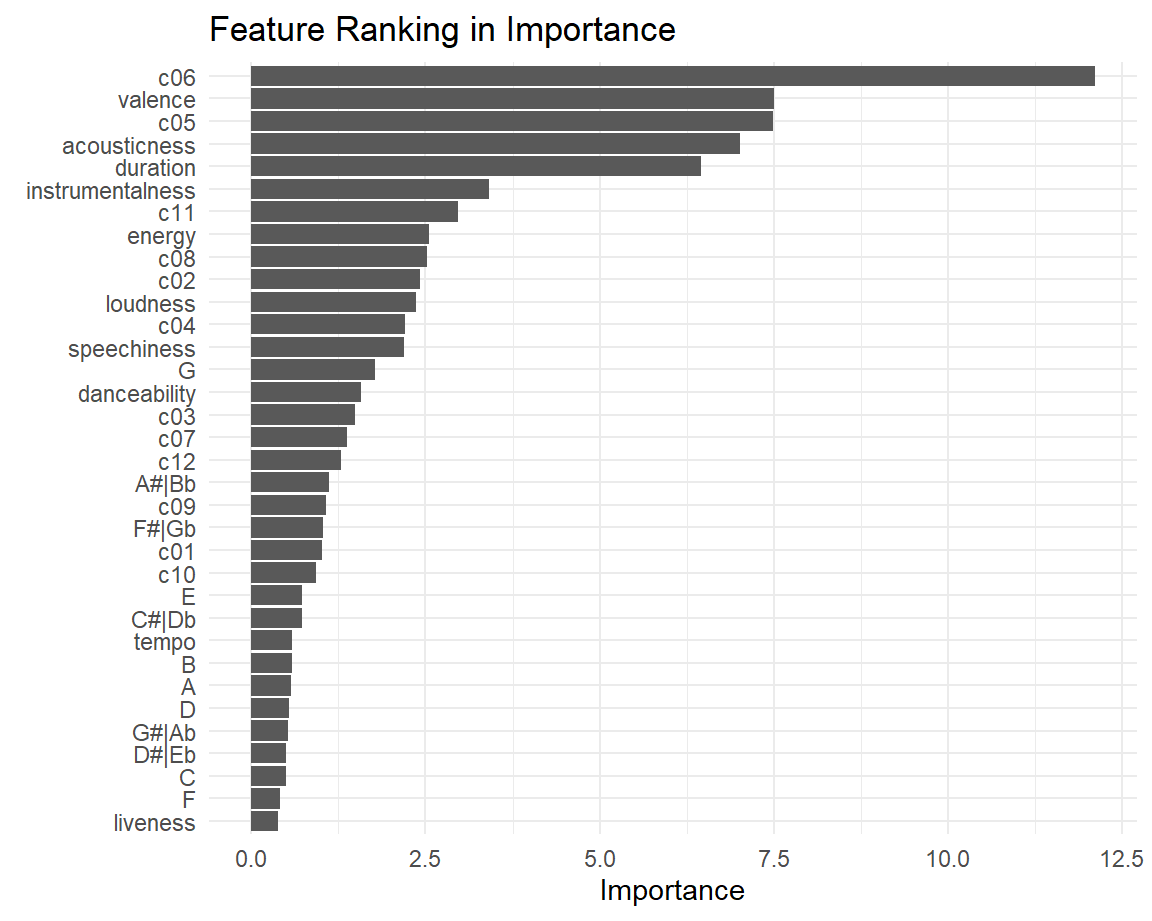 Feature Ranking in Importance
c06
valence
c05
acousticness
duration
instrumentalness
c11
energy
c08
c02
loudness
c04
speechiness
G
danceability
c03
c07
c12
A#|Bb
c09
F#|Gb
c01
c10
E
C#|Db
tempo
B
A
D
G#|Ab
D#|Eb
C
F
liveness
0.0 2.5 5.0 7.5 10.0 12.5
Importance